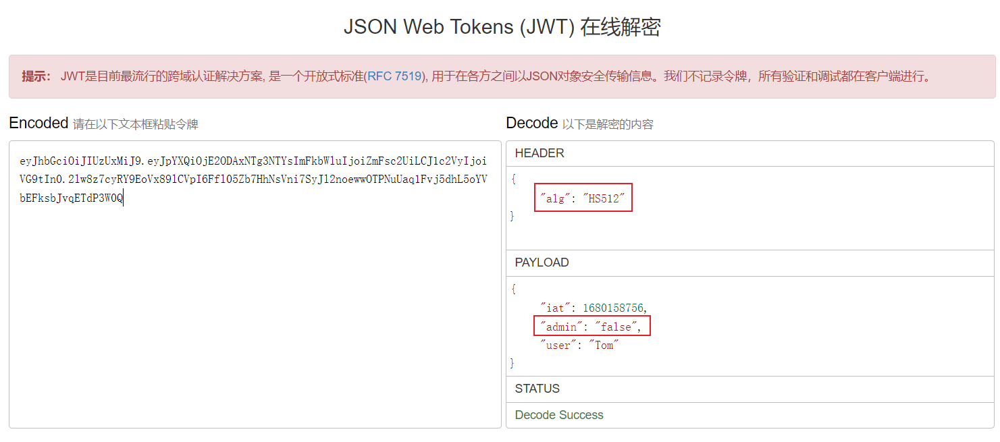 JSON Web Tokens (JWT) 在线解密
提示： JWT是目前最流行的跨域认证解决方案, 是一个开放式标准(RFC 7519), 用于在各方之间以JSON对象安全传输信息。我们不记录令牌，所有验证和调试都在客户端进行。
Encoded 请在以下文本框粘贴令牌
eyJhbGciOiJIUzUxMiJ9.eyJpYXQiOjE2ODAxNTg3NTYsImFkbWluIjoiZmFsc2UiLCJ1c2VyIjoi
VG9tIn0.2lw8z7cyRY9EoVx89lCVpI6Ffl05Zb7HhNsVni7SyJl2noewwOTPNuUaq1Fvj5dhL5oYV
bEFksbJvqETdP3W0Q
Decode 以下是解密的内容
HEADER
{
"alg": "HS512"
}
PAYLOAD
{
"iat": 1680158756,
"admin": "false",
"user": "Tom"
}
STATUS
Decode Success